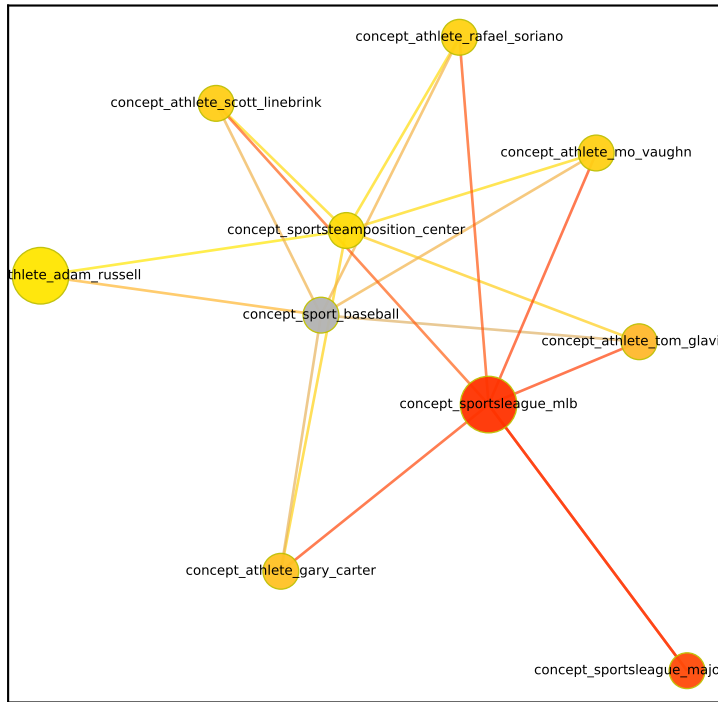 concept_athlete_rafael_soriano
concept_athlete_scott_linebrink
concept_athlete_mo_vaughn
concept_sportsteamposition_center
thlete_adam_russell
concept_sport_baseball
concept_athlete_tom_glavi
concept_sportsleague_mlb
concept_athlete_gary_carter
concept_sportsleague_majo